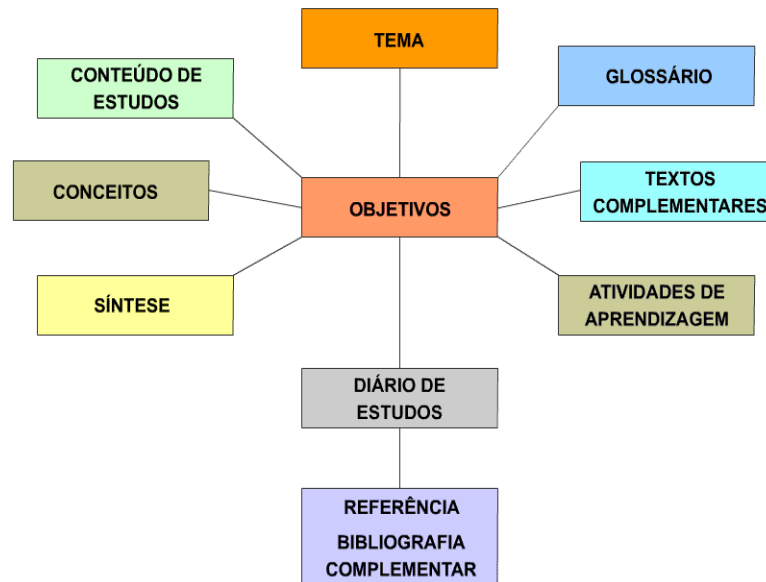 TEMA
CONTEÚDO DE
ESTUDOS
GLOSSÁRIO
CONCEITOS
OBJETIVOS
TEXTOS
COMPLEMENTARES
SÍNTESE
ATIVIDADES DE
APRENDIZAGEM
DIÁRIO DE
ESTUDOS
REFERÊNCIA
BIBLIOGRAFIA
COMPLEMENTAR